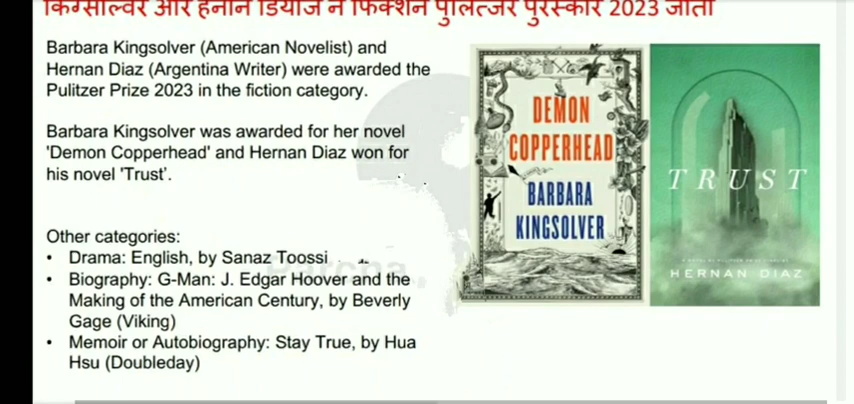 किंग्सॉल्वर और हर्नान डियाज ने फिक्शन पुलित्जर पुरस्कार 2023 जीता
Barbara Kingsolver (American Novelist) and
Hernan Diaz (Argentina Writer) were awarded the
Pulitzer Prize 2023 in the fiction category.
Barbara Kingsolver was awarded for her novel
'Demon Copperhead' and Hernan Diaz won for
his novel 'Trust'.
Other categories:
• Drama: English, by Sanaz Toossi
• Biography: G-Man: J. Edgar Hoover and the
Making of the American Century, by Beverly
Gage (Viking)
• Memoir or Autobiography: Stay True, by Hua
Hsu (Doubleday)
DEMON
COPPERHEAD
BARBARA
KINGSOLVER
TRUST
HERNAN DIAZ